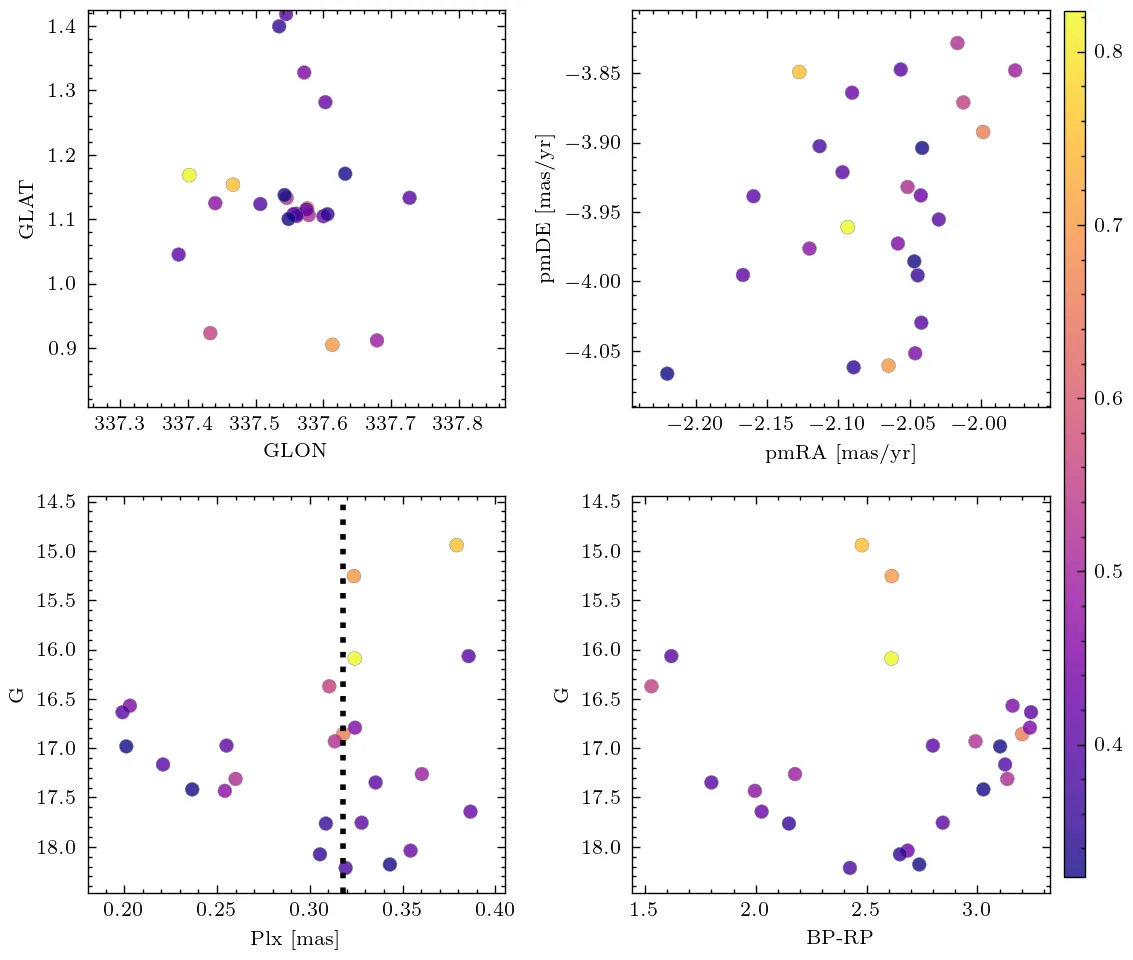 1.4
1.3
1.2
1.1
1.0
0.9
GLAT
337.3 337.4 337.5 337.6 337.7 337.8
GLON
−3.85
−3.90
−3.95
−4.00
−4.05
pmDE [mas/yr]
−2.20 −2.15 −2.10 −2.05 −2.00
pmRA [mas/yr]
0.8
0.7
0.6
0.5
0.4
14.5
15.0
15.5
16.0
16.5
17.0
17.5
18.0
G
0.20 0.25 0.30 0.35 0.40
Plx [mas]
14.5
15.0
15.5
16.0
16.5
17.0
17.5
18.0
G
1.5 2.0 2.5 3.0
BP-RP